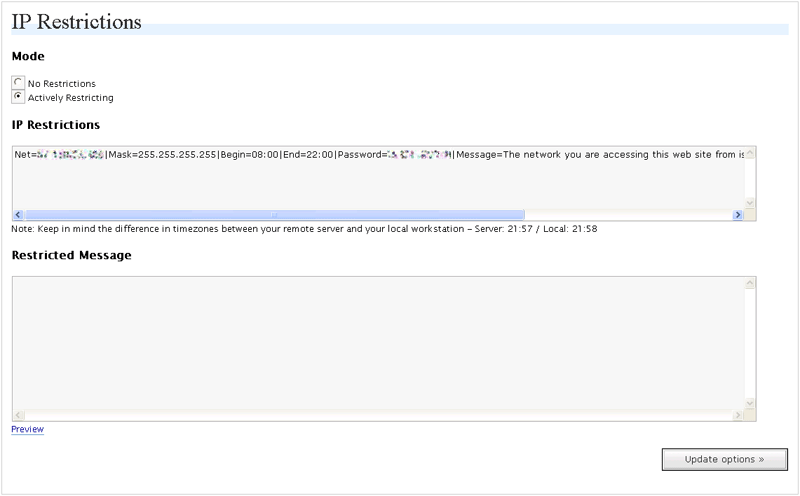 IP Restrictions
Mode
No Restrictions
Actively Restricting
IP Restrictions
Net=|Mask=255.255.255.255|Begin=08:00|End=22:00|Password=|Message=The network you are accessing this web site from is
Note: Keep in mind the difference in timezones between your remote server and your local workstation – Server: 21:57 / Local: 21:58
Restricted Message
Preview
Update options »